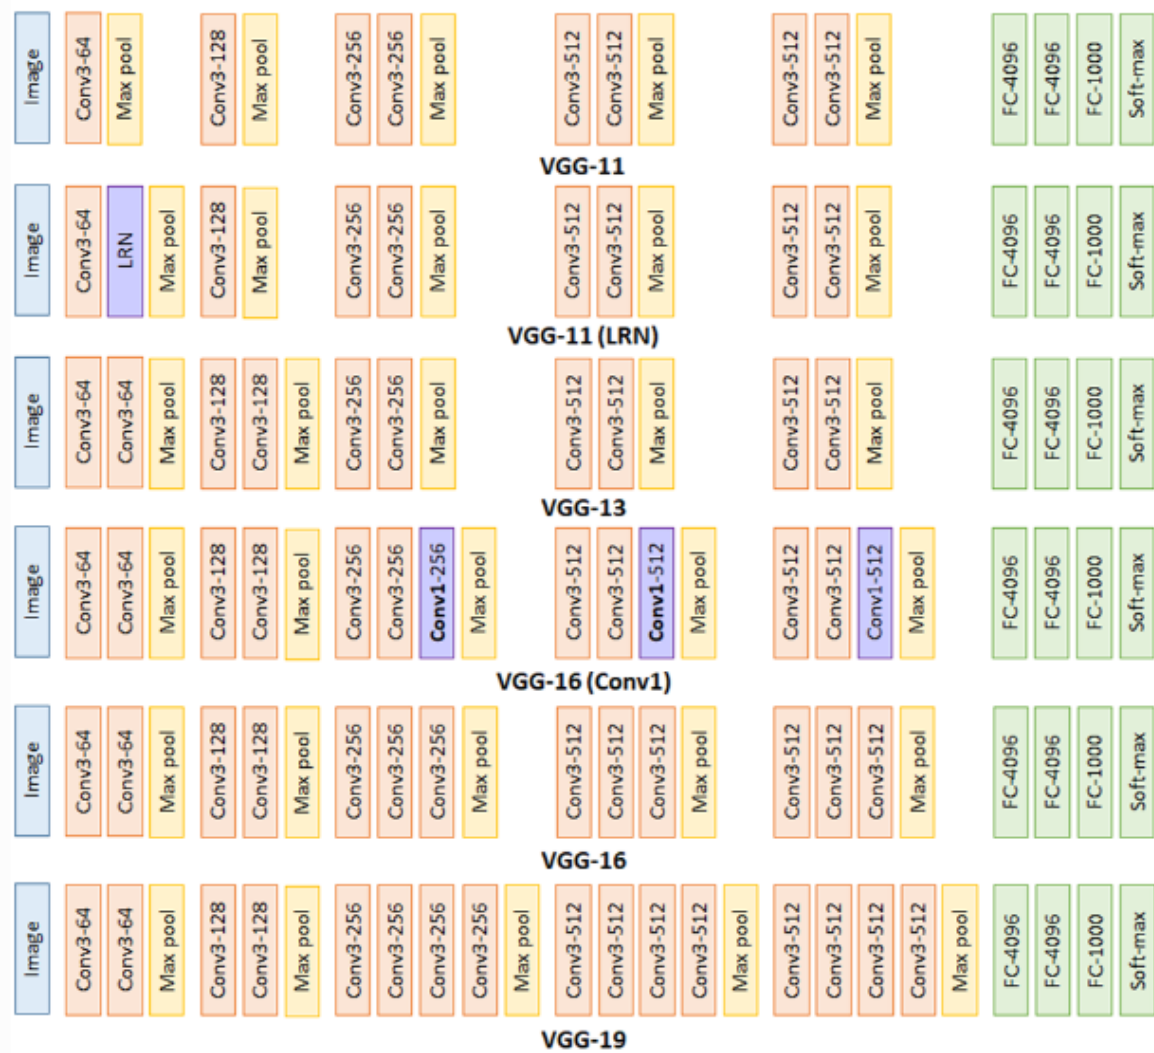 Image Conv3-64 Max pool Conv3-128 Max pool Conv3-256 Conv3-256 Max pool Conv3-512 Conv3-512 Max pool Conv3-512 Conv3-512 Max pool FC-4096 FC-4096 FC-1000 Soft-max
VGG-11
Image Conv3-64 LRN Max pool Conv3-128 Max pool Conv3-256 Conv3-256 Max pool Conv3-512 Conv3-512 Max pool Conv3-512 Conv3-512 Max pool FC-4096 FC-4096 FC-1000 Soft-max
VGG-11 (LRN)
Image Conv3-64 Conv3-64 Max pool Conv3-128 Conv3-128 Max pool Conv3-256 Conv3-256 Max pool Conv3-512 Conv3-512 Max pool Conv3-512 Conv3-512 Max pool FC-4096 FC-4096 FC-1000 Soft-max
VGG-13
Image Conv3-64 Conv3-64 Max pool Conv3-128 Conv3-128 Max pool Conv3-256 Conv3-256 Conv1-256 Max pool Conv3-512 Conv3-512 Conv1-512 Max pool Conv3-512 Conv3-512 Conv1-512 Max pool FC-4096 FC-4096 FC-1000 Soft-max
VGG-16 (Conv1)
Image Conv3-64 Conv3-64 Max pool Conv3-128 Conv3-128 Max pool Conv3-256 Conv3-256 Conv3-256 Max pool Conv3-512 Conv3-512 Conv3-512 Max pool Conv3-512 Conv3-512 Conv3-512 Max pool FC-4096 FC-4096 FC-1000 Soft-max
VGG-16
Image Conv3-64 Conv3-64 Max pool Conv3-128 Conv3-128 Max pool Conv3-256 Conv3-256 Conv3-256 Conv3-256 Max pool Conv3-512 Conv3-512 Conv3-512 Conv3-512 Max pool Conv3-512 Conv3-512 Conv3-512 Conv3-512 Max pool FC-4096 FC-4096 FC-1000 Soft-max
VGG-19